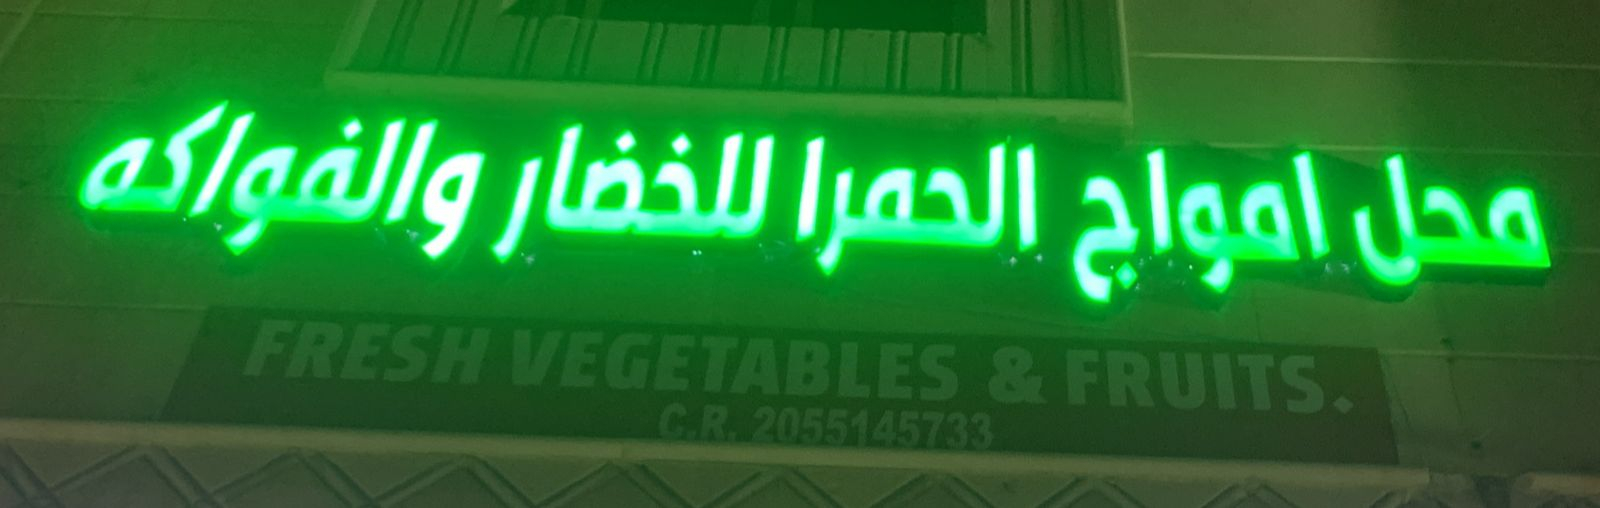 محل امواج الحمرا للخضار والفواكه
FRESH VEGETABLES & FRUITS.
C.R. 2055145733